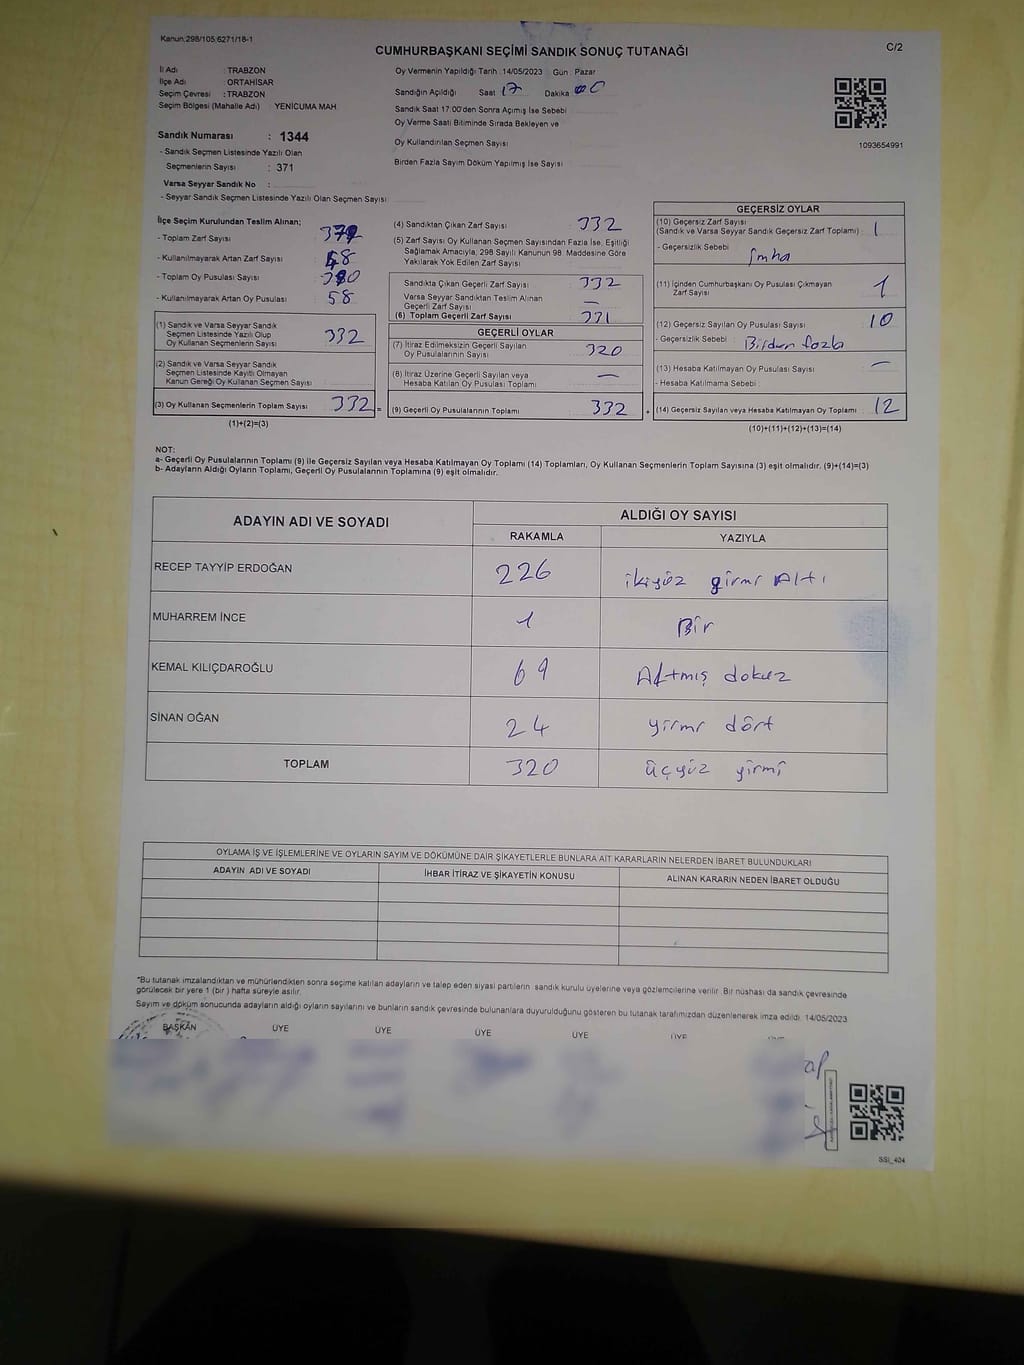 Kanun:298/105 6271/18-1
CUMHURBAŞKANI SEÇİMİ SANDIK SONUÇ TUTANAĞI
C/2
İl Adı : TRABZON
İlçe Adı : ORTAHİSAR
Seçim Çevresi : TRABZON
Seçim Bölgesi (Mahalle Adı) YENİCUMA MAH
Sandık Numarası : 1344
- Sandık Seçmen Listesinde Yazılı Olan
Seçmenlerin Sayısı : 371
Varsa Seyyar Sandık No :
- Seyyar Sandık Seçmen Listesinde Yazılı Olan Seçmen Sayısı
Oy Vermenin Yapıldığı Tarih :14/05/2023 Gün : Pazar
Sandığın Açıldığı Saat 17 Dakika 00
Sandık Saat 17:00'den Sonra Açılmış İse Sebebi
Oy Verme Saati Bitiminde Sırada Bekleyen ve
Oy Kullandırılan Seçmen Sayısı
Birden Fazla Sayım Döküm Yapılmış İse Sayısı
1093654991
İlçe Seçim Kurulundan Teslim Alınan;
- Toplam Zarf Sayısı
- Kullanılmayarak Artan Zarf Sayısı 48
- Toplam Oy Pusulası Sayısı
- Kullanılmayarak Artan Oy Pusulası 58
(1) Sandık ve Varsa Seyyar Sandık
Seçmen Listesinde Yazılı Olup
Oy Kullanan Seçmenlerin Sayısı 332
(2) Sandık ve Varsa Seyyar Sandık
Seçmen Listesinde Kayıtlı Olmayan
Kanun Gereği Oy Kullanan Seçmen Sayısı
(3) Oy Kullanan Seçmenlerin Toplam Sayısı 332 =
(1)+(2)=(3)
(4) Sandıktan Çıkan Zarf Sayısı 332
(5) Zarf Sayısı Oy Kullanan Seçmen Sayısından Fazla İse, Eşitliği
Sağlamak Amacıyla, 298 Sayılı Kanunun 98. Maddesine Göre
Yakılarak Yok Edilen Zarf Sayısı
Sandıkta Çıkan Geçerli Zarf Sayısı 332
Varsa Seyyar Sandıktan Teslim Alınan
Geçerli Zarf Sayısı —
(6) Toplam Geçerli Zarf Sayısı 331
GEÇERLİ OYLAR
(7) İtiraz Edilmeksizin Geçerli Sayılan
Oy Pusulalarının Sayısı 320
(8) İtiraz Üzerine Geçerli Sayılan veya
Hesaba Katılan Oy Pusulası Toplamı —
(9) Geçerli Oy Pusulalarının Toplamı 332 +
GEÇERSİZ OYLAR
(10) Geçersiz Zarf Sayısı
(Sandık ve Varsa Seyyar Sandık Geçersiz Zarf Toplamı) : 1
- Geçersizlik Sebebi imha
(11) İçinden Cumhurbaşkanı Oy Pusulası Çıkmayan
Zarf Sayısı 1
(12) Geçersiz Sayılan Oy Pusulası Sayısı 10
- Geçersizlik Sebebi : Birden fazla
(13) Hesaba Katılmayan Oy Pusulası Sayısı —
- Hesaba Katılmama Sebebi
(14) Geçersiz Sayılan veya Hesaba Katılmayan Oy Toplamı : 12
(10)+(11)+(12)+(13)=(14)
NOT:
a- Geçerli Oy Pusulalarının Toplamı (9) ile Geçersiz Sayılan veya Hesaba Katılmayan Oy Toplamı (14) Toplamları, Oy Kullanan Seçmenlerin Toplam Sayısına (3) eşit olmalıdır. (9)+(14)=(3)
b- Adayların Aldığı Oyların Toplamı, Geçerli Oy Pusulalarının Toplamına (9) eşit olmalıdır.
ADAYIN ADI VE SOYADI
ALDIĞI OY SAYISI
RAKAMLA YAZIYLA
RECEP TAYYİP ERDOĞAN 226 ikiyüz yirmi Altı
MUHARREM İNCE 1 Bir
KEMAL KILIÇDAROĞLU 69 Altmış dokuz
SİNAN OĞAN 24 yirmi dört
TOPLAM 320 üçyüz yirmi
OYLAMA İŞ VE İŞLEMLERİNE VE OYLARIN SAYIM VE DÖKÜMÜNE DAİR ŞİKAYETLERLE BUNLARA AİT KARARLARIN NELERDEN İBARET BULUNDUKLARI
ADAYIN ADI VE SOYADI İHBAR İTİRAZ VE ŞİKAYETİN KONUSU ALINAN KARARIN NEDEN İBARET OLDUĞU
"Bu tutanak imzalandıktan ve mühürlendikten sonra seçime katılan adayların ve talep eden siyasi partilerin sandık kurulu üyelerine veya gözlemcilerine verilir. Bir nüshası da sandık çevresinde
görülecek bir yere 1 (bir) hafta süreyle asılır.
Sayım ve döküm sonucunda adayların aldığı oyların sayılarını ve bunların sandık çevresinde bulunanlara duyurulduğunu gösteren bu tutanak tarafımızdan düzenlenerek imza edildi. 14/05/2023
BAŞKAN ÜYE ÜYE ÜYE ÜYE ÜYE ÜYE
SSI_404